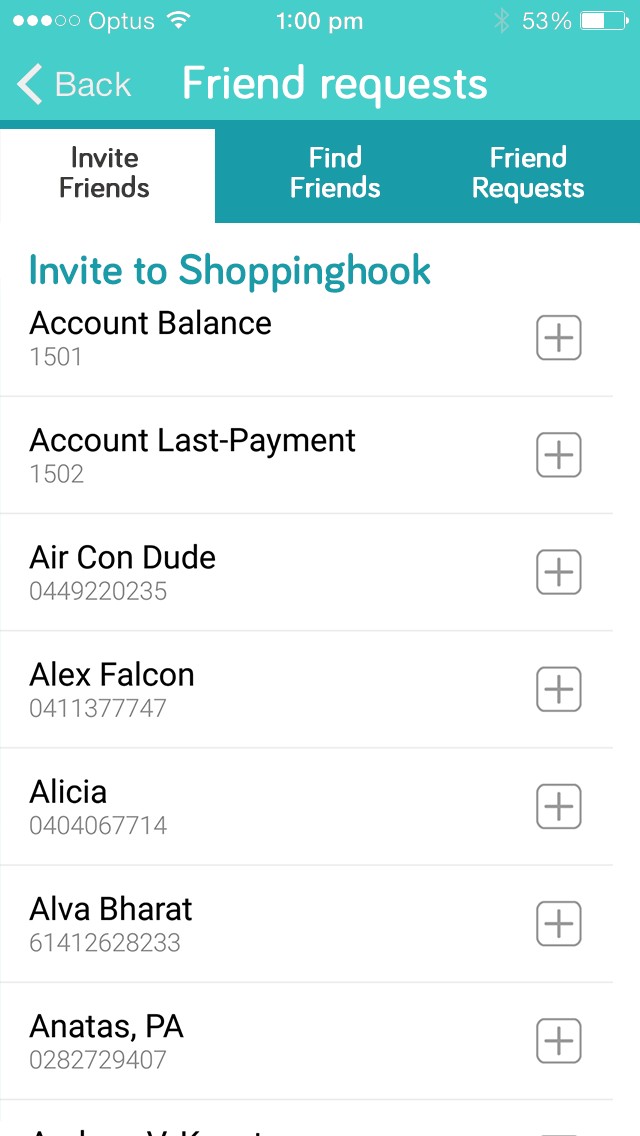 Optus 1:00 pm 53%
Back Friend requests
Invite Friends
Find Friends
Friend Requests
Invite to Shoppinghook
Account Balance
1501
Account Last-Payment
1502
Air Con Dude
0449220235
Alex Falcon
0411377747
Alicia
0404067714
Alva Bharat
61412628233
Anatas, PA
0282729407